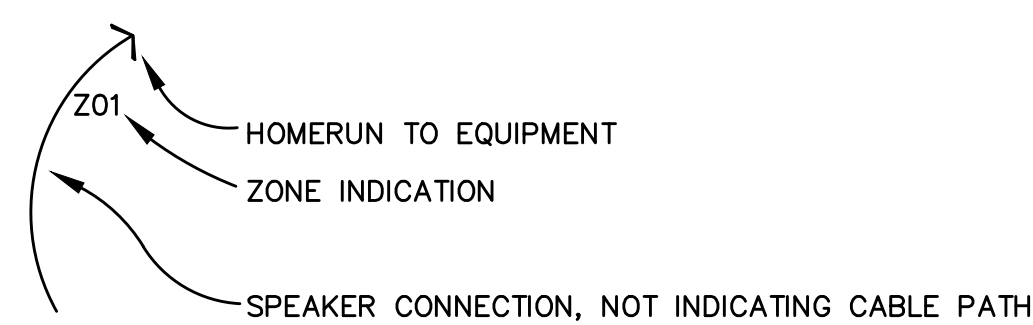 Z01
HOMERUN TO EQUIPMENT
ZONE INDICATION
SPEAKER CONNECTION, NOT INDICATING CABLE PATH